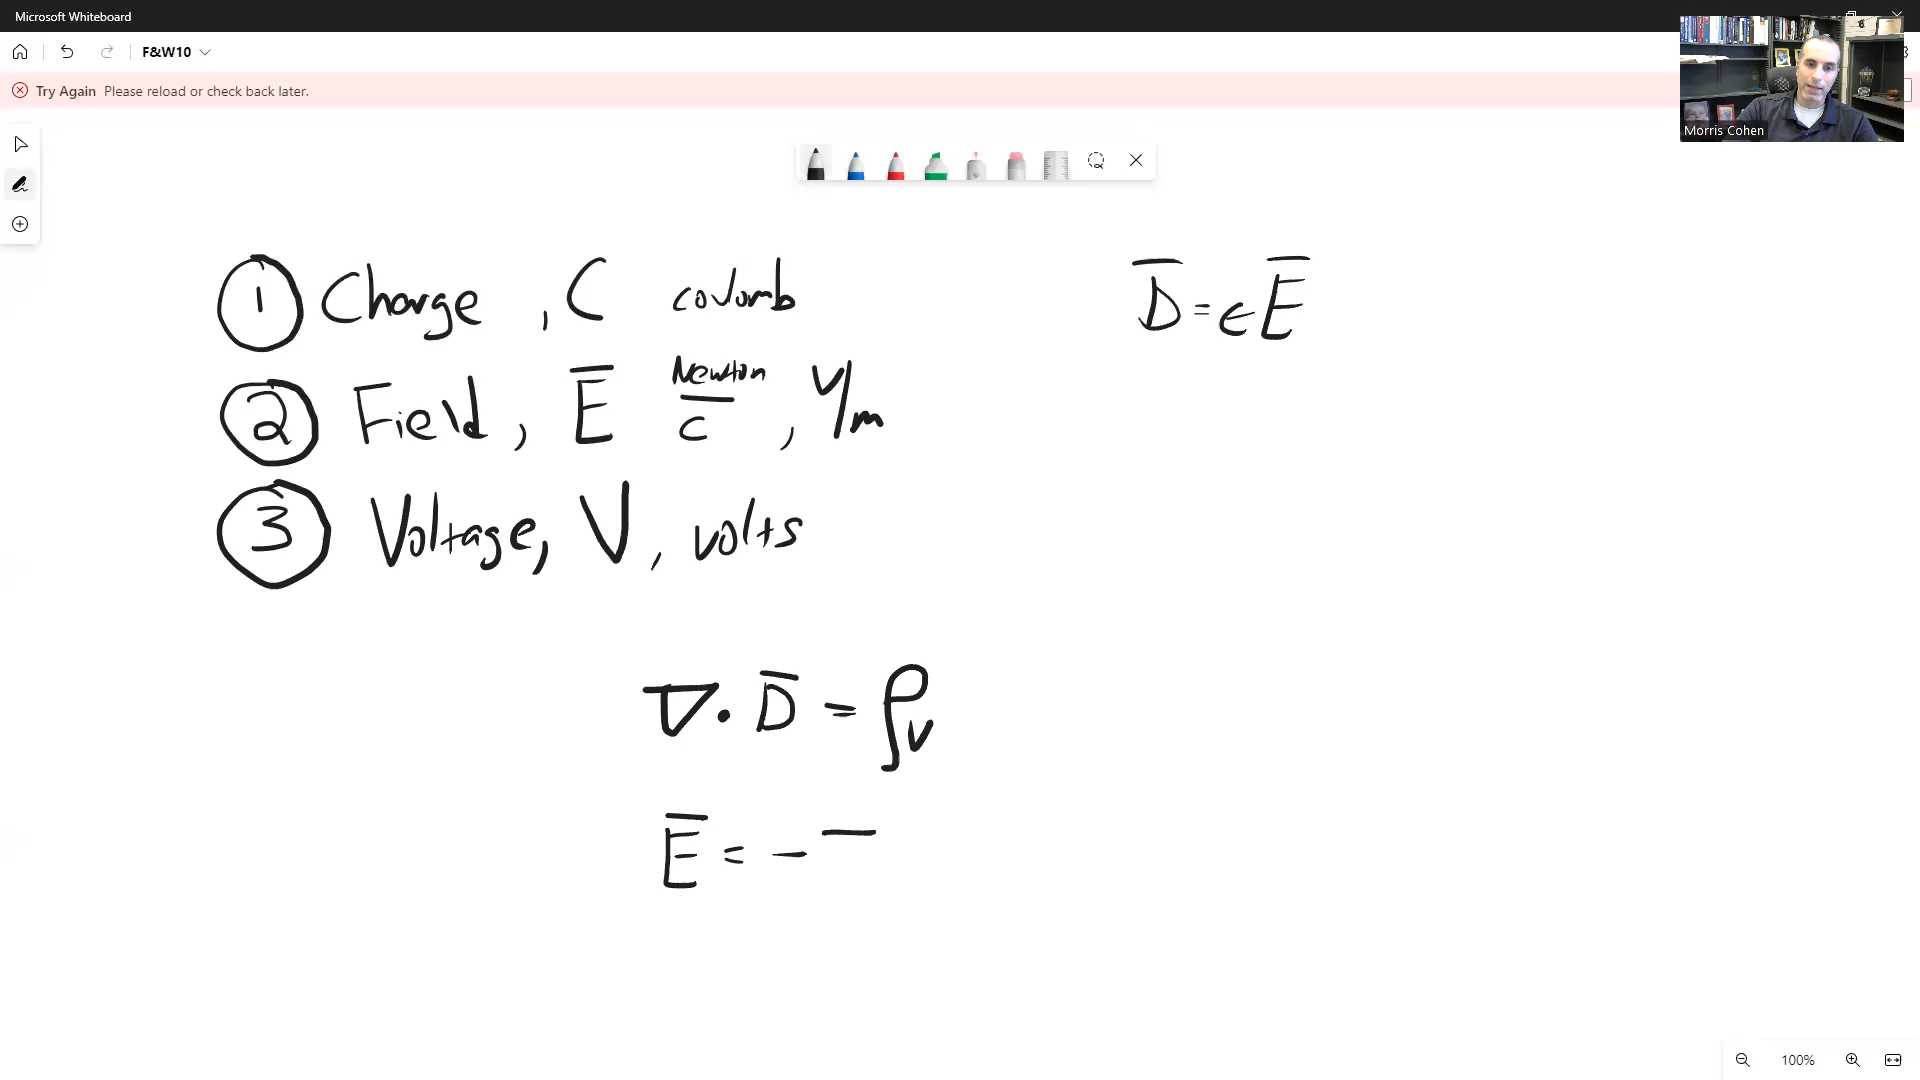 Microsoft Whiteboard
F&W10
Try Again Please reload or check back later.
Morris Cohen
① Charge, C coulomb
D̅ = ϵE̅
② Field, E̅ Newton/C, V/m
③ Voltage, V, volts
∇ · D̅ = ρv
E̅ = -
100%